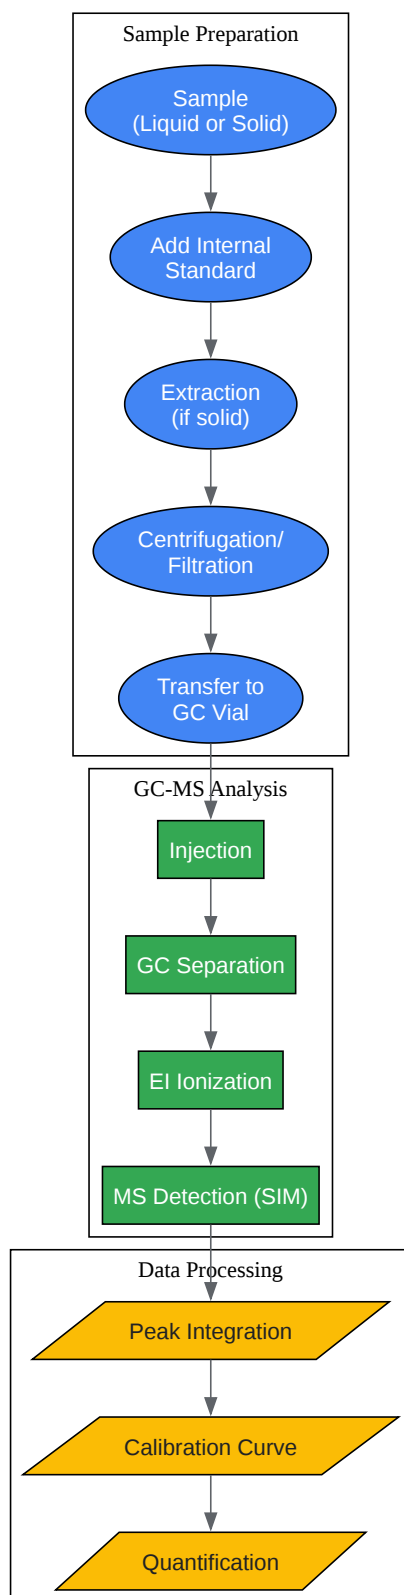 Sample Preparation
Sample
(Liquid or Solid)
Add Internal
Standard
Extraction
(if solid)
Centrifugation/
Filtration
Transfer to
GC Vial
GC-MS Analysis
Injection
GC Separation
EI Ionization
MS Detection (SIM)
Data Processing
Peak Integration
Calibration Curve
Quantification